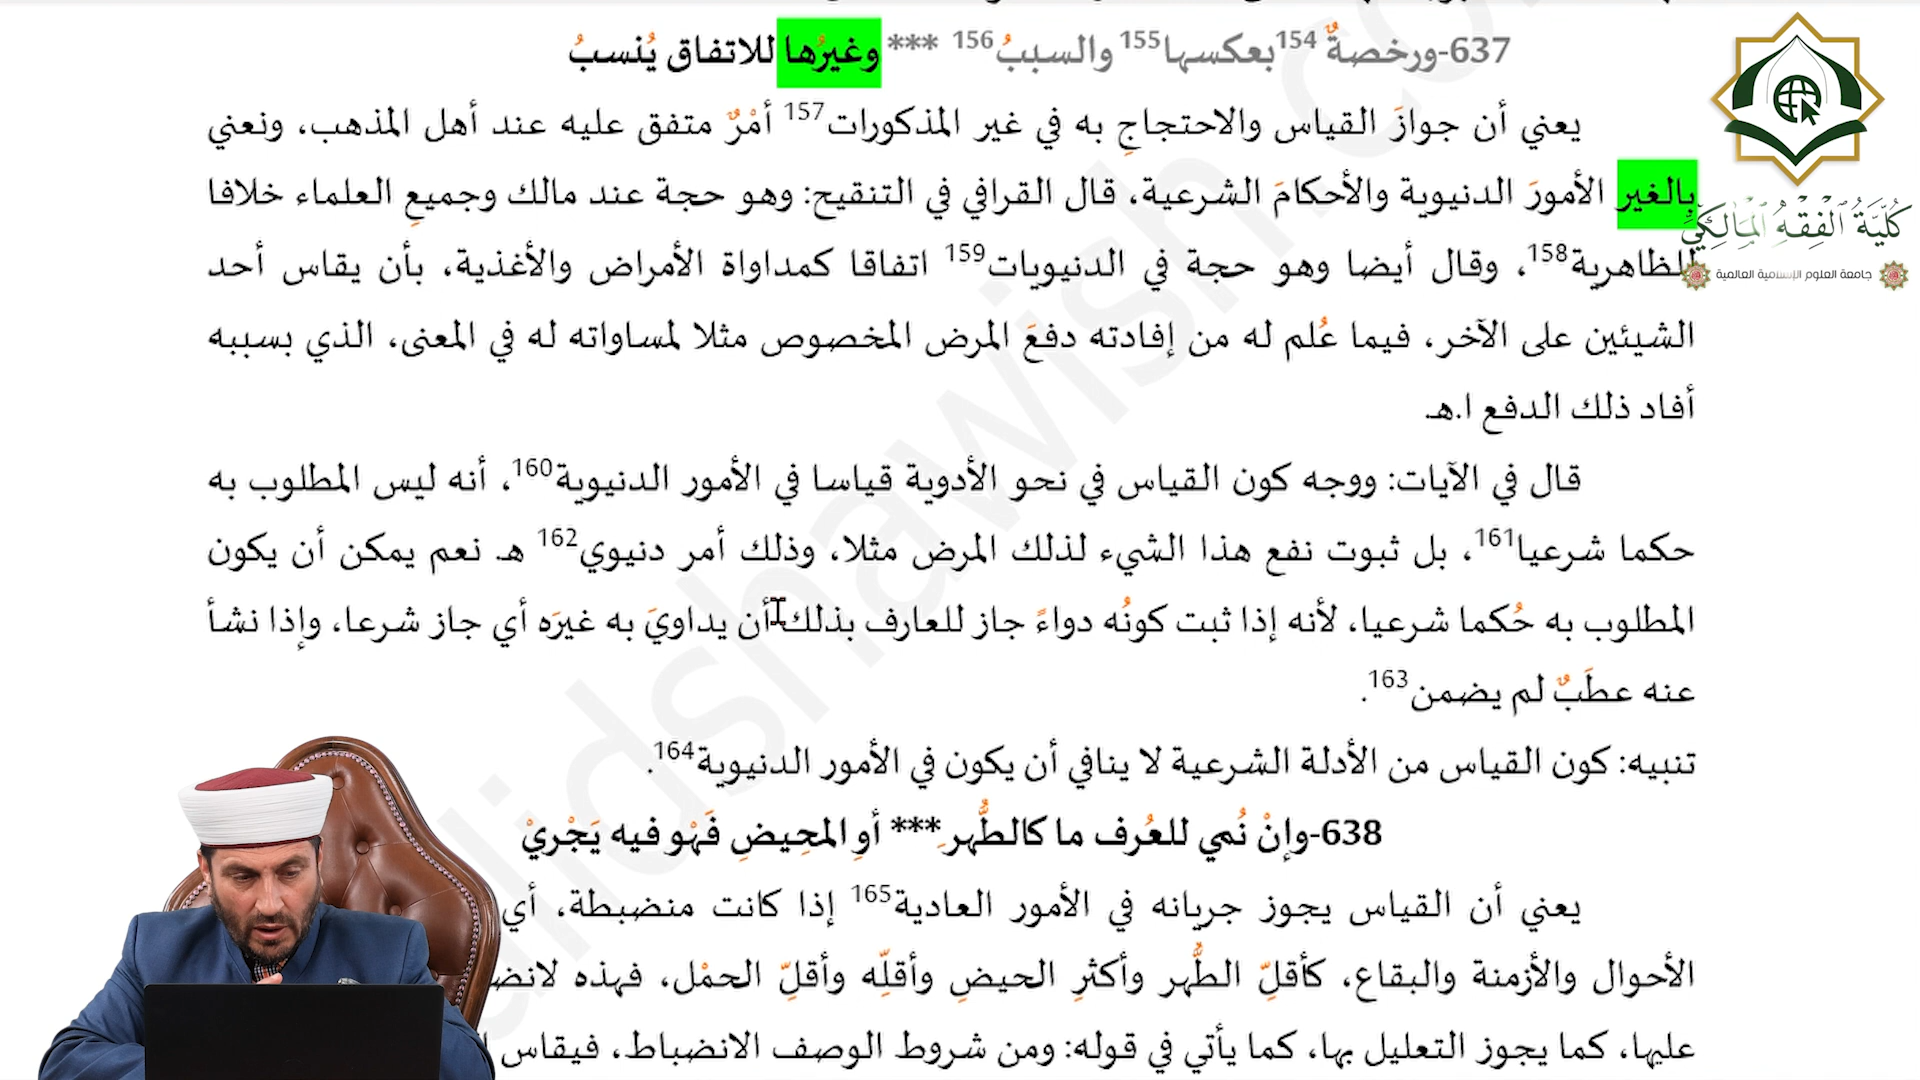 637-ورخصةٌ 154بعكسها155 والسببُ156 *** وغيرُها للاتفاق يُنسبُ
يعني أن جوازَ القياس والاحتجاجِ به في غير المذكورات157 أمْرٌ متفق عليه عند أهل المذهب، ونعني
بالغير الأمورَ الدنيوية والأحكامَ الشرعية، قال القرافي في التنقيح: وهو حجة عند مالك وجميعِ العلماء خلافا
للظاهرية158، وقال أيضا وهو حجة في الدنيويات159 اتفاقا كمداواة الأمراض والأغذية، بأن يقاس أحد
الشيئين على الآخر، فيما عُلم له من إفادته دفعَ المرض المخصوص مثلا لمساواته له في المعنى، الذي بسببه
أفاد ذلك الدفع ا.هـ.
قال في الآيات: ووجه كون القياس في نحو الأدوية قياسا في الأمور الدنيوية160، أنه ليس المطلوب به
حكما شرعيا161، بل ثبوت نفع هذا الشيء لذلك المرض مثلا، وذلك أمر دنيوي162 هـ نعم يمكن أن يكون
المطلوب به حُكما شرعيا، لأنه إذا ثبت كونُه دواءً جاز للعارف بذلك أن يداويَ به غيرَه أي جاز شرعا، وإذا نشأ
عنه عطَبٌ لم يضمن163.
تنبيه: كون القياس من الأدلة الشرعية لا ينافي أن يكون في الأمور الدنيوية164.
638-وإنْ نُمي للعُرف ما كالطُّهرِ *** أوِ المحِيضِ فَهْو فيه يَجْرِيْ
يعني أن القياس يجوز جريانه في الأمور العادية165 إذا كانت منضبطة، أي
الأحوال والأزمنة والبقاع، كأقلِّ الطُّهر وأكثرِ الحيضِ وأقلِّه وأقلِّ الحمْل، فهذه
عليها، كما يجوز التعليل بها، كما يأتي في قوله: ومن شروط الوصف الانضباط، فيقاس
كُلِّيَّةُ الْفِقْهِ الْمَالِكِيِّ
جامعة العلوم الإسلامية العالمية